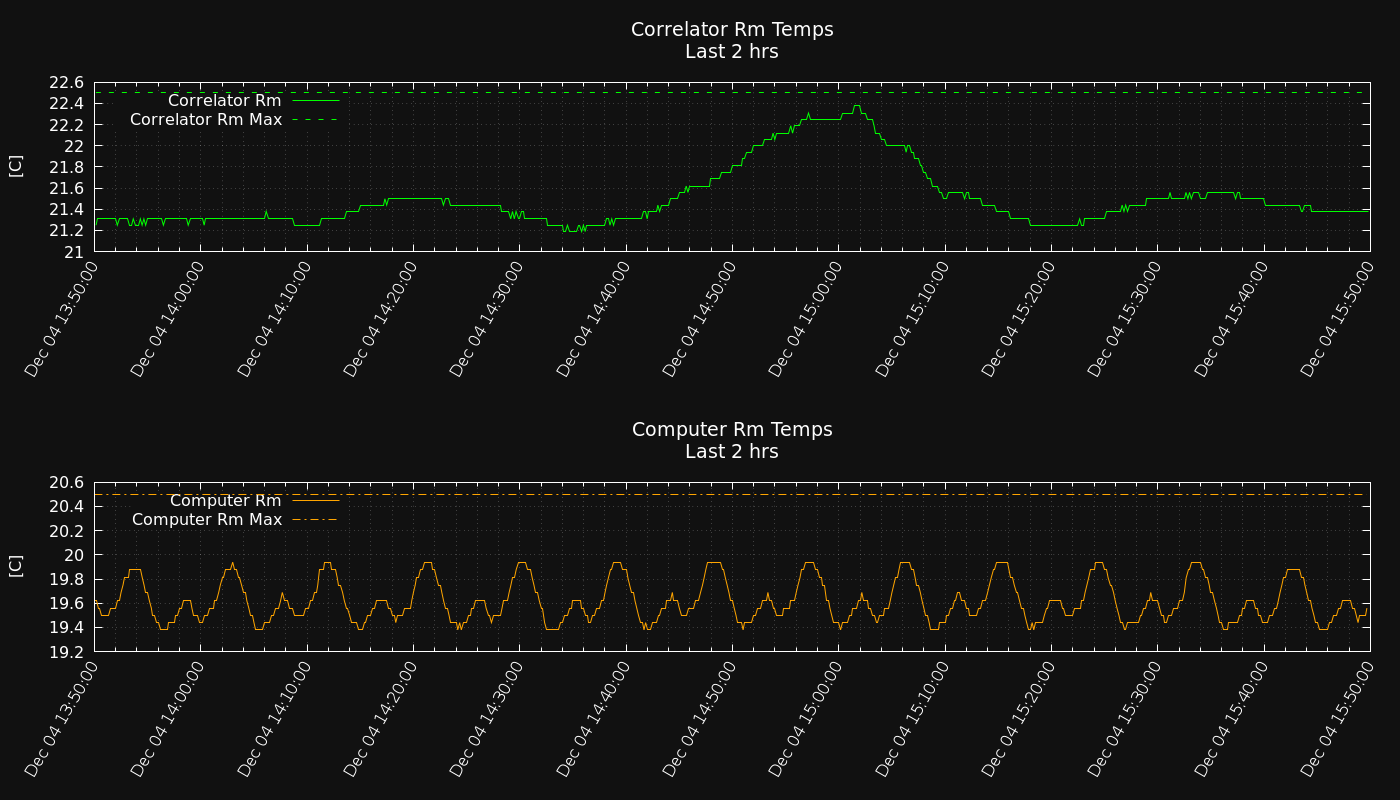 Correlator Rm Temps
Last 2 hrs
22.6
22.4
22.2
22
21.8
21.6
21.4
21.2
21
[C]
Correlator Rm
Correlator Rm Max
Dec 04 13:50:00
Dec 04 14:00:00
Dec 04 14:10:00
Dec 04 14:20:00
Dec 04 14:30:00
Dec 04 14:40:00
Dec 04 14:50:00
Dec 04 15:00:00
Dec 04 15:10:00
Dec 04 15:20:00
Dec 04 15:30:00
Dec 04 15:40:00
Dec 04 15:50:00
Computer Rm Temps
Last 2 hrs
20.6
20.4
20.2
20
19.8
19.6
19.4
19.2
[C]
Computer Rm
Computer Rm Max
Dec 04 13:50:00
Dec 04 14:00:00
Dec 04 14:10:00
Dec 04 14:20:00
Dec 04 14:30:00
Dec 04 14:40:00
Dec 04 14:50:00
Dec 04 15:00:00
Dec 04 15:10:00
Dec 04 15:20:00
Dec 04 15:30:00
Dec 04 15:40:00
Dec 04 15:50:00